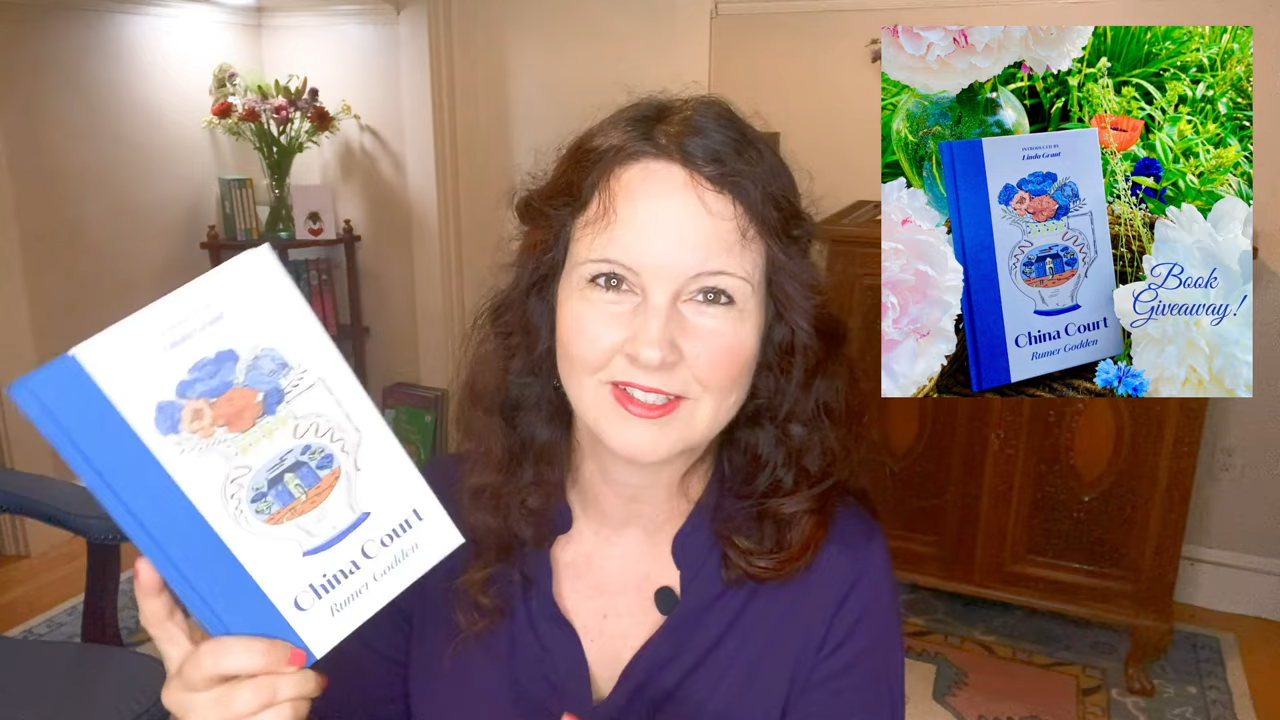 China Court
Rumer Godden
INTRODUCED BY
Linda Grant
China Court
Rumer Godden
Book
Giveaway!